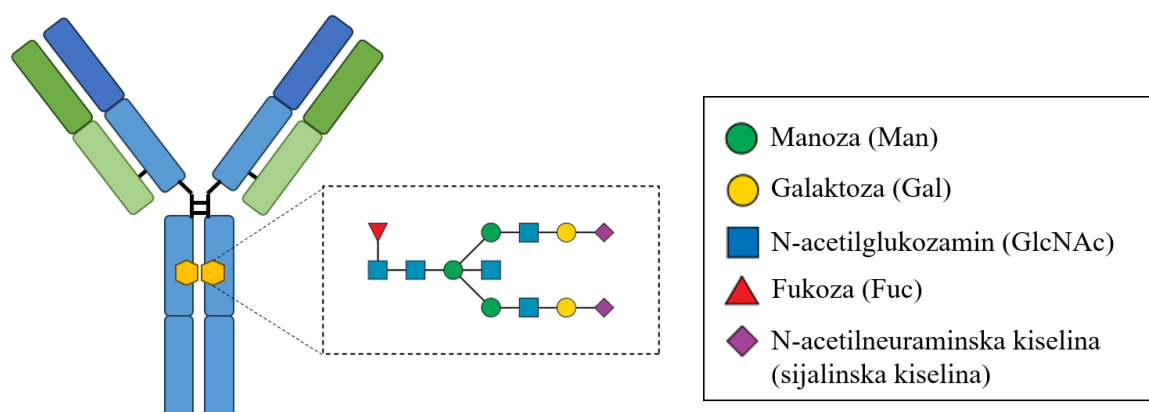 Manoza (Man)
Galaktoza (Gal)
N-acetilglukozamin (GlcNAc)
Fukoza (Fuc)
N-acetilneuraminska kiselina
(sijalinska kiselina)